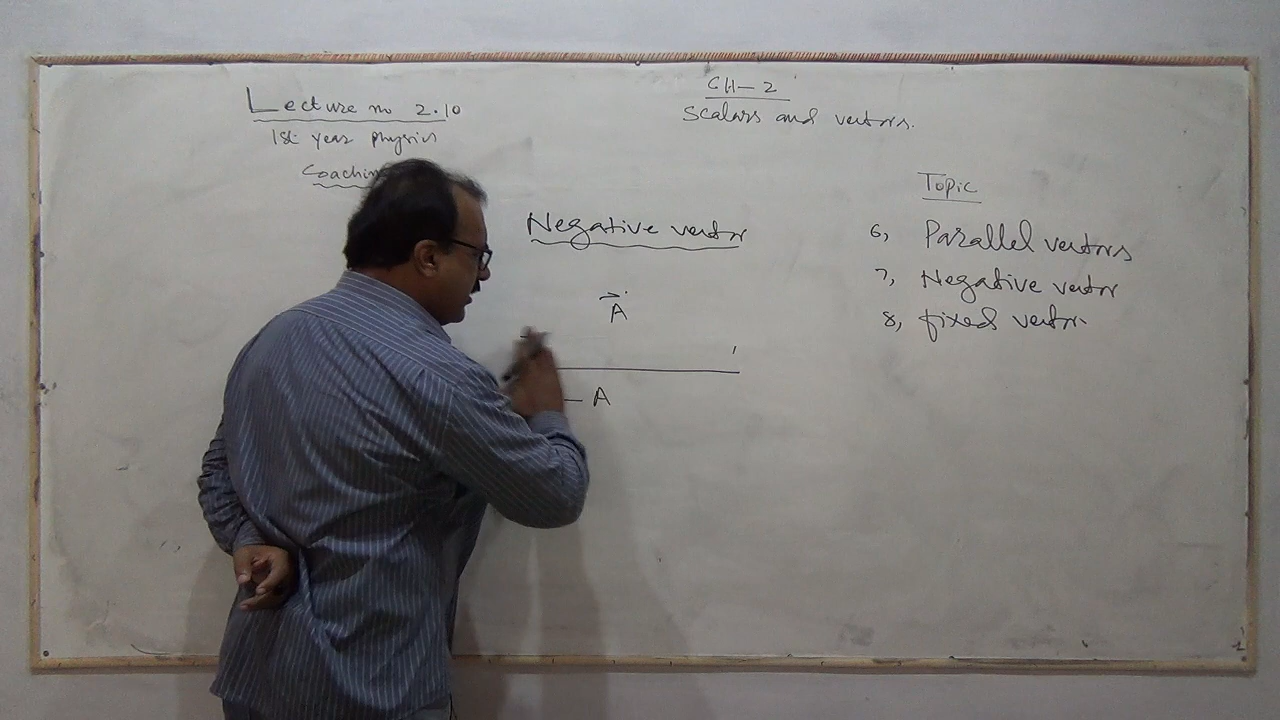 Lecture no 2.10
1st year physics
Coachin
CH-2
Scalars and vectors.
Negative vector
A
- A
Topic
6, Parallel vectors
7, Negative vector
8, fixed vector.